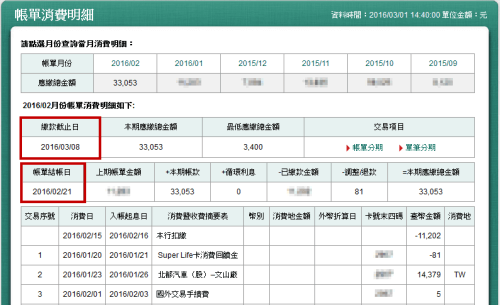 帳單消費明細
資料時間：2016/03/01 14:40:00 單位金額：元
請點選月份查詢當月消費明細：
帳單月份 2016/02 2016/01 2015/12 2015/11 2015/10 2015/09
應繳總金額 33,053
2016/02月份帳單消費明細如下:
繳款截止日 本期應繳總金額 最低應繳總金額 交易項目
2016/03/08 33,053 3,400 帳單分期 單筆分期
帳單結帳日 上期帳單金額 +本期帳款 +循環利息 -已繳款金額 -調整/退款 =本期應繳總金額
2016/02/21 33,053 0 81 33,053
交易序號 消費日 入帳起息日 消費暨收費摘要表 幣別 消費地金額 外幣折算日 卡號末四碼 臺幣金額 消費地
2016/02/15 2016/02/16 本行扣繳 -11,202
1 2016/01/20 2016/01/21 Super Life卡消費回饋金 -81
2 2016/01/23 2016/01/26 北都汽車（股）–文山廠 14,379 TW
3 2016/02/01 2016/02/03 國外交易手續費 5